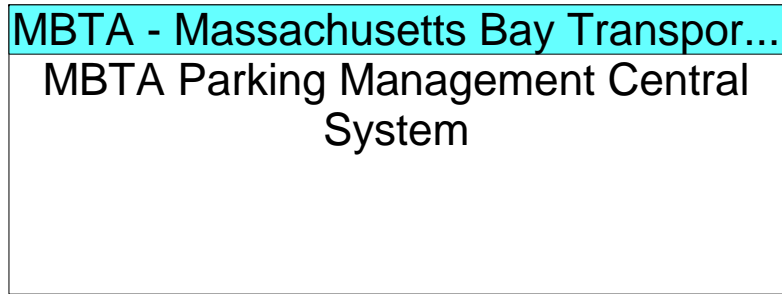 MBTA - Massachusetts Bay Transpor...
MBTA Parking Management Central
System